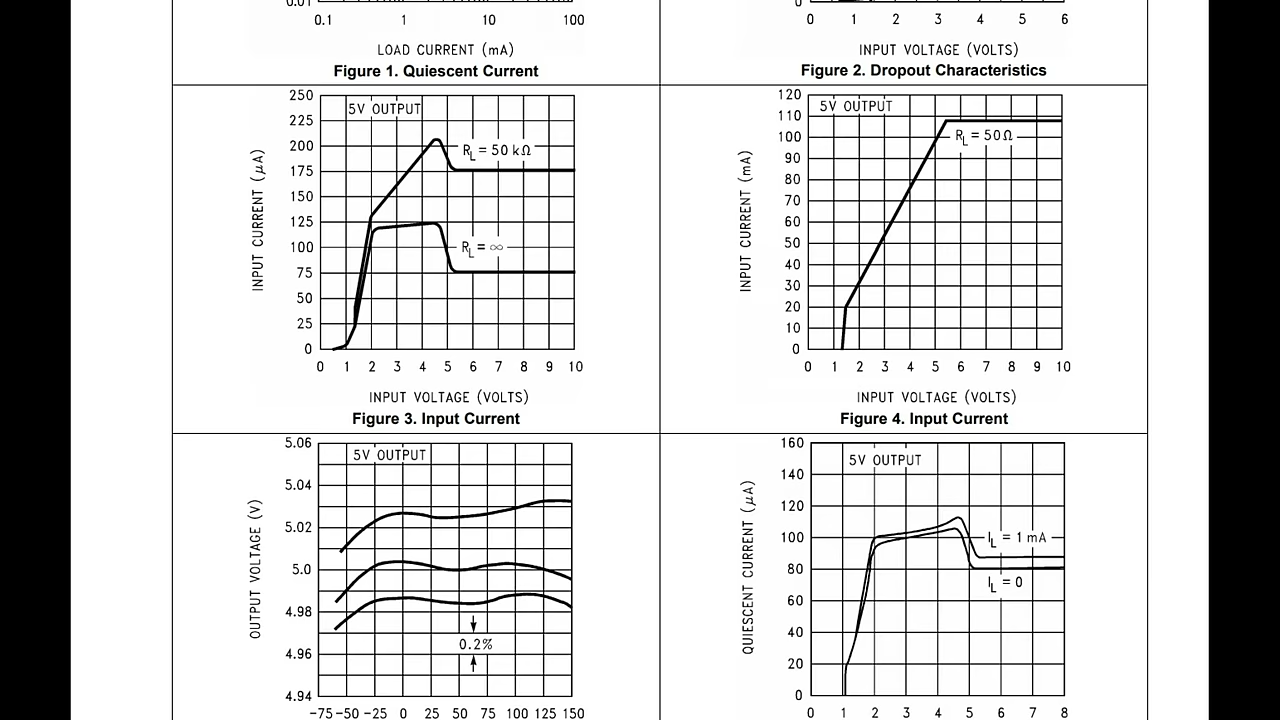 0.01
0.1 1 10 100
LOAD CURRENT (mA)
Figure 1. Quiescent Current
0
0 1 2 3 4 5 6
INPUT VOLTAGE (VOLTS)
Figure 2. Dropout Characteristics
250
225
200
175
150
125
100
75
50
25
0
INPUT CURRENT (μA)
5V OUTPUT
RL = 50 kΩ
RL = ∞
0 1 2 3 4 5 6 7 8 9 10
INPUT VOLTAGE (VOLTS)
Figure 3. Input Current
120
110
100
90
80
70
60
50
40
30
20
10
0
INPUT CURRENT (mA)
5V OUTPUT
RL = 50Ω
0 1 2 3 4 5 6 7 8 9 10
INPUT VOLTAGE (VOLTS)
Figure 4. Input Current
5.06
5.04
5.02
5.0
4.98
4.96
4.94
OUTPUT VOLTAGE (V)
5V OUTPUT
0.2%
-75 -50 -25 0 25 50 75 100 125 150
160
140
120
100
80
60
40
20
0
QUIESCENT CURRENT (μA)
5V OUTPUT
IL = 1 mA
IL = 0
0 1 2 3 4 5 6 7 8